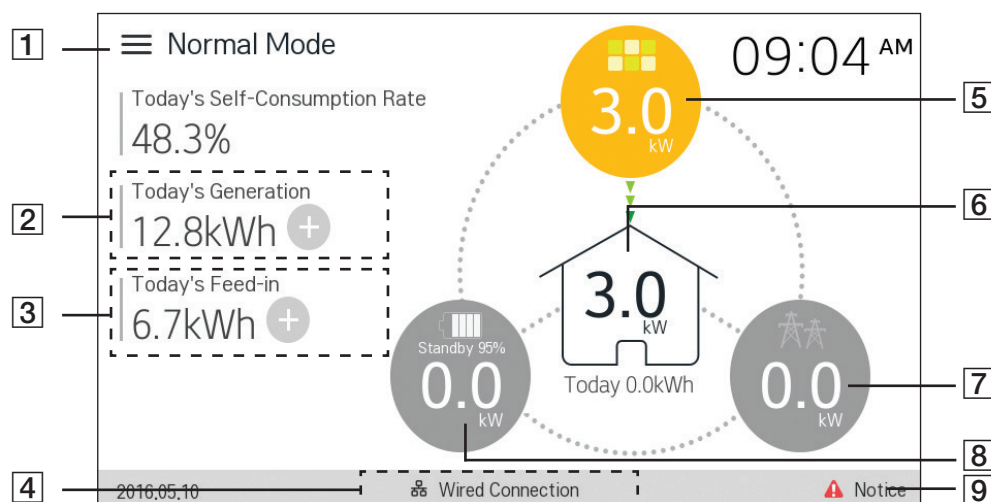 1
Normal Mode
09:04 AM
Today's Self-Consumption Rate
48.3%
2
Today's Generation
12.8kWh +
3
Today's Feed-in
6.7kWh +
3.0
kW
5
6
3.0
kW
Today 0.0kWh
Standby 95%
0.0
kW
0.0
kW
7
8
4
2016.05.10
Wired Connection
Notice
9